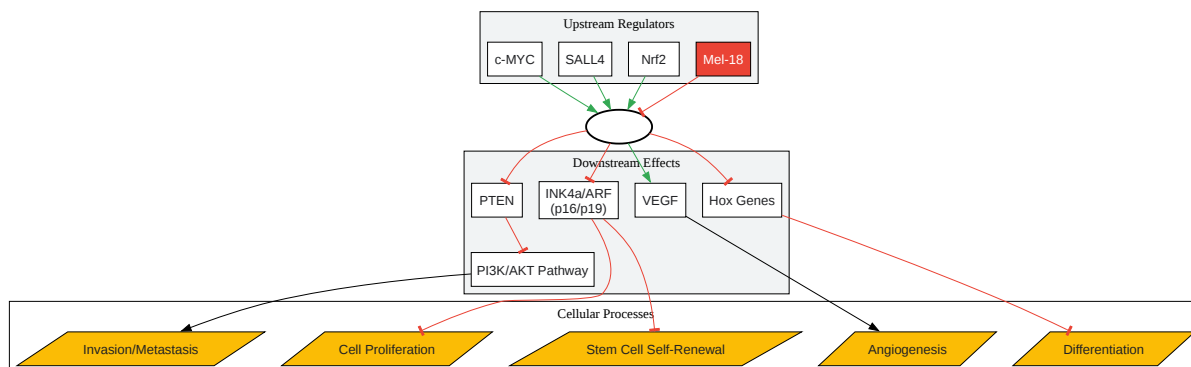 Upstream Regulators
c-MYC
SALL4
Nrf2
Mel-18
Downstream Effects
PTEN
INK4a/ARF
(p16/p19)
VEGF
Hox Genes
PI3K/AKT Pathway
Cellular Processes
Invasion/Metastasis
Cell Proliferation
Stem Cell Self-Renewal
Angiogenesis
Differentiation